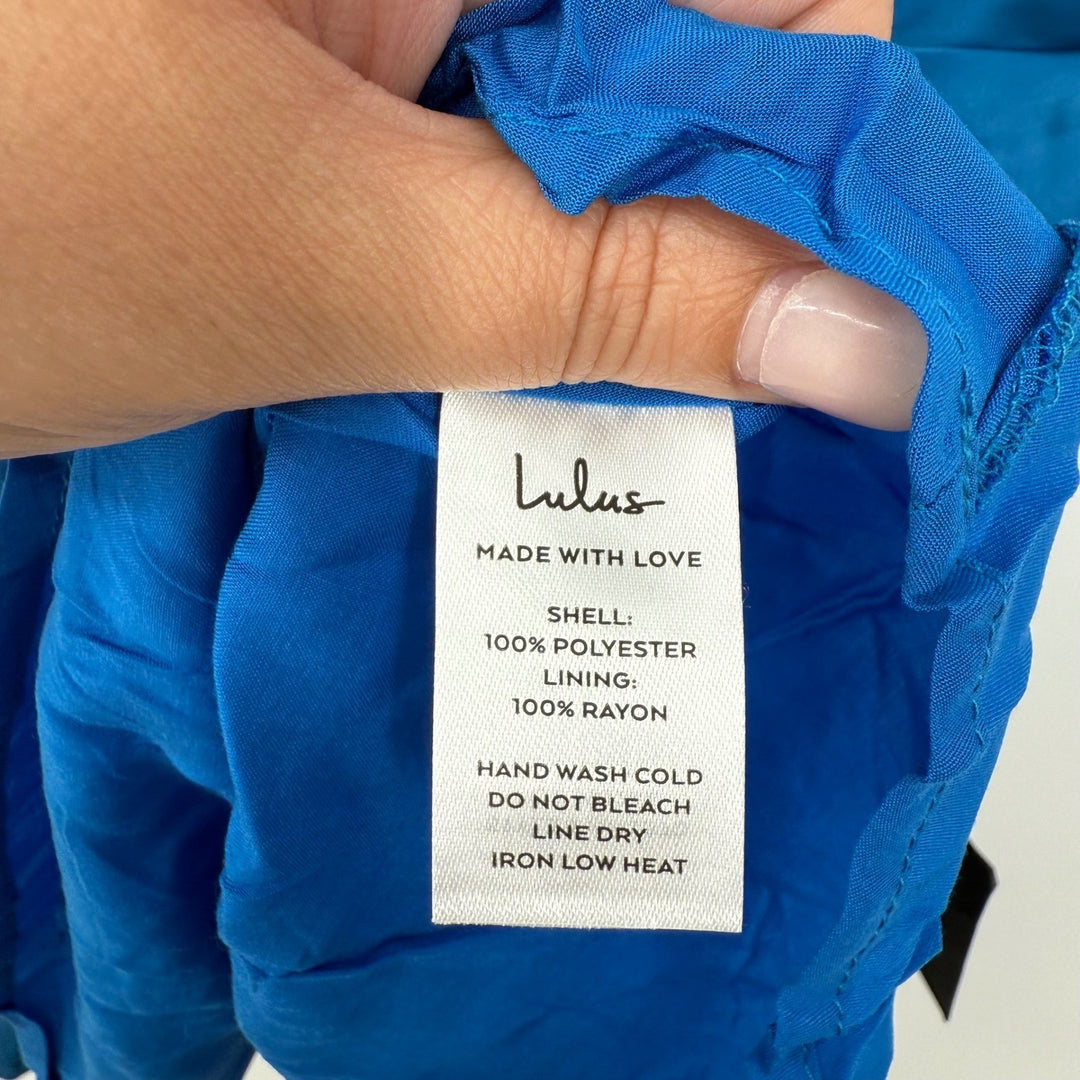 Lulus
MADE WITH LOVE
SHELL:
100% POLYESTER
LINING:
100% RAYON
HAND WASH COLD
DO NOT BLEACH
LINE DRY
IRON LOW HEAT